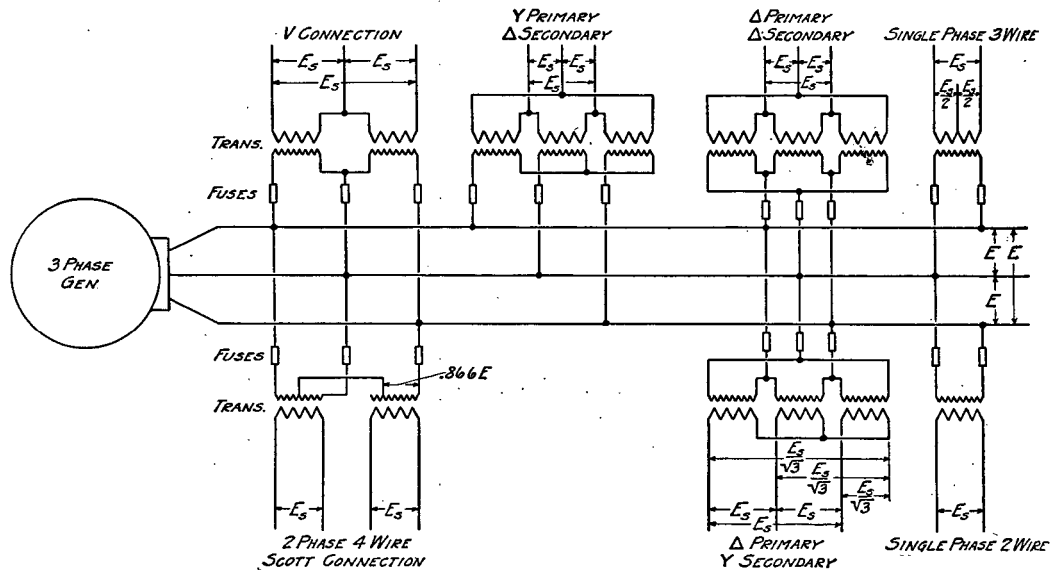 V CONNECTION
Y PRIMARY
Δ SECONDARY
Δ PRIMARY
Δ SECONDARY
SINGLE PHASE 3 WIRE
Es Es
Es
Es Es
Es
Es Es
Es
Es
Es/2 Es/2
TRANS.
FUSES
3 PHASE
GEN.
E E
E
FUSES
.866E
TRANS.
Es/√3
Es/√3
Es/√3
Es Es
Es Es
Es
Es
2 PHASE 4 WIRE
SCOTT CONNECTION
Δ PRIMARY
Y SECONDARY
SINGLE PHASE 2 WIRE